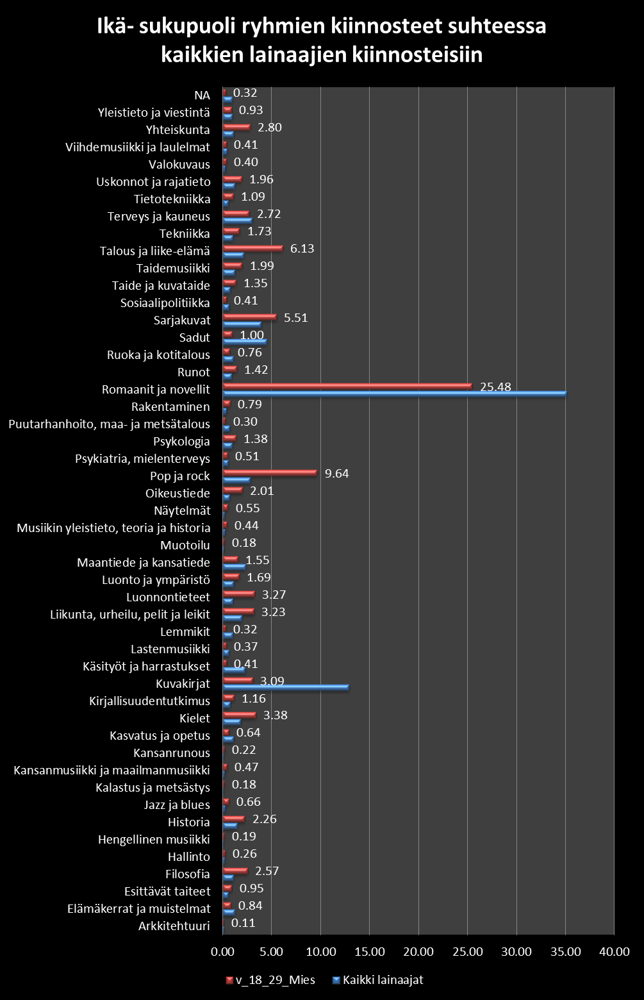 Ikä- sukupuoli ryhmien kiinnosteet suhteessa
kaikkien lainaajien kiinnosteisiin
NA 0.32
Yleistieto ja viestintä 0.93
Yhteiskunta 2.80
Viihdemusiikki ja laulelmat 0.41
Valokuvaus 0.40
Uskonnot ja rajatieto 1.96
Tietotekniikka 1.09
Terveys ja kauneus 2.72
Tekniikka 1.73
Talous ja liike-elämä 6.13
Taidemusiikki 1.99
Taide ja kuvataide 1.35
Sosiaalipolitiikka 0.41
Sarjakuvat 5.51
Sadut 1.00
Ruoka ja kotitalous 0.76
Runot 1.42
Romaanit ja novellit 25.48
Rakentaminen 0.79
Puutarhanhoito, maa- ja metsätalous 0.30
Psykologia 1.38
Psykiatria, mielenterveys 0.51
Pop ja rock 9.64
Oikeustiede 2.01
Näytelmät 0.55
Musiikin yleistieto, teoria ja historia 0.44
Muotoilu 0.18
Maantiede ja kansatiede 1.55
Luonto ja ympäristö 1.69
Luonnontieteet 3.27
Liikunta, urheilu, pelit ja leikit 3.23
Lemmikit 0.32
Lastenmusiikki 0.37
Käsityöt ja harrastukset 0.41
Kuvakirjat 3.09
Kirjallisuudentutkimus 1.16
Kielet 3.38
Kasvatus ja opetus 0.64
Kansanrunous 0.22
Kansanmusiikki ja maailmanmusiikki 0.47
Kalastus ja metsästys 0.18
Jazz ja blues 0.66
Historia 2.26
Hengellinen musiikki 0.19
Hallinto 0.26
Filosofia 2.57
Esittävät taiteet 0.95
Elämäkerrat ja muistelmat 0.84
Arkkitehtuuri 0.11
0.00 5.00 10.00 15.00 20.00 25.00 30.00 35.00 40.00
v_18_29_Mies Kaikki lainaajat